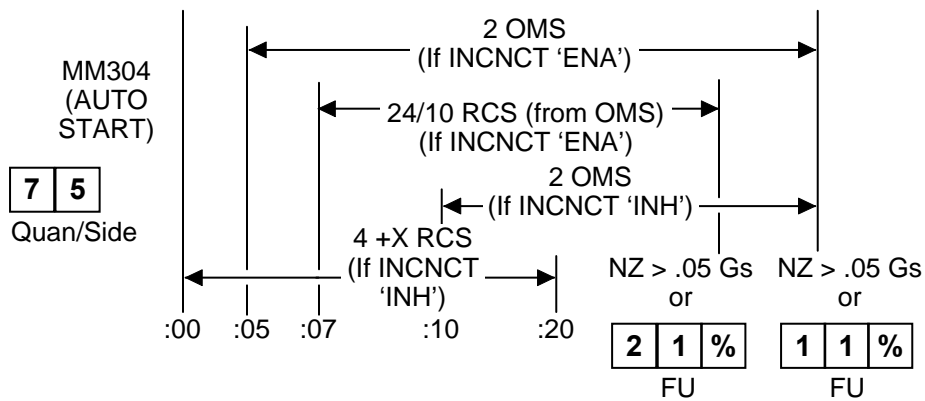 2 OMS
(If INCNCT 'ENA')
MM304
(AUTO
START)
24/10 RCS (from OMS)
(If INCNCT 'ENA')
7 5
Quan/Side
2 OMS
(If INCNCT 'INH')
4 +X RCS
(If INCNCT
'INH')
NZ > .05 Gs
or
NZ > .05 Gs
or
:00 :05 :07 :10 :20
2 1 %
FU
1 1 %
FU